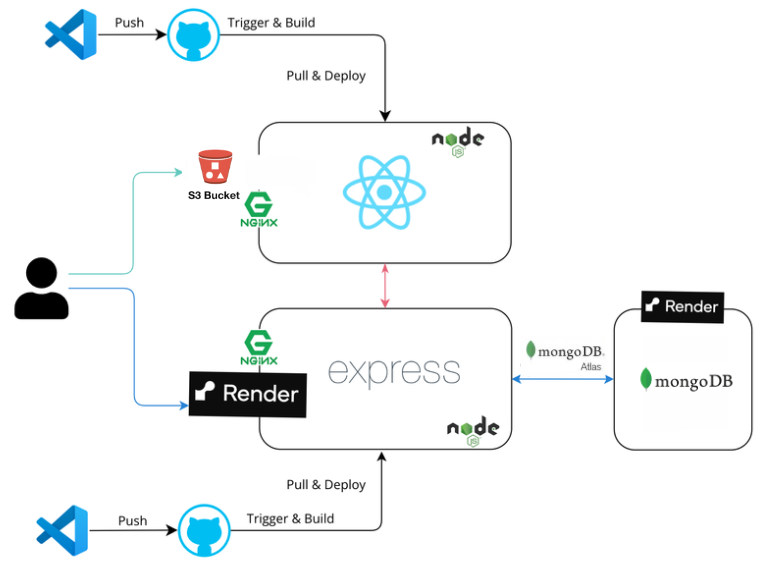 Push
Trigger & Build
Pull & Deploy
node
JS
S3 Bucket
NGINX
Render
mongoDB.
Atlas
NGINX
express
mongoDB
Render
node
JS
Pull & Deploy
Push
Trigger & Build